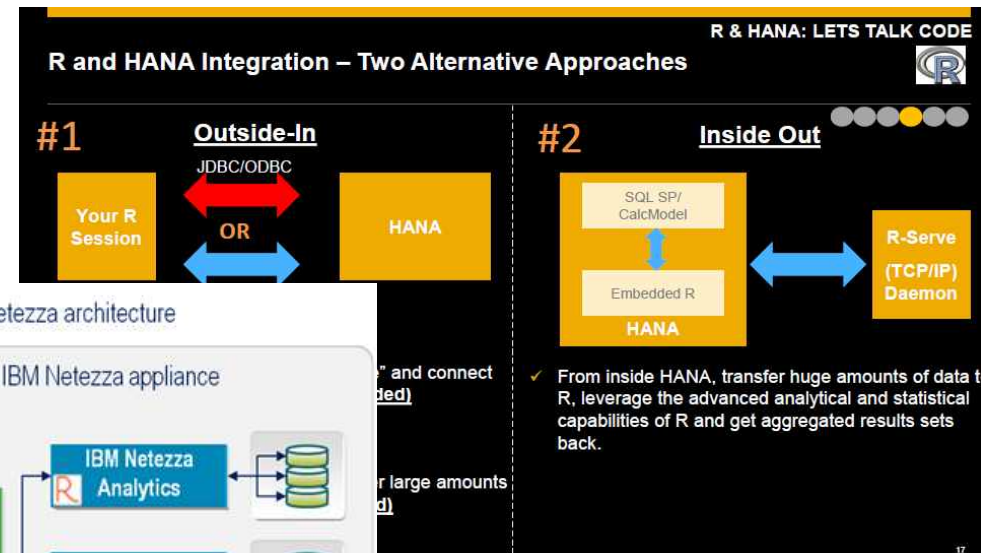 R & HANA: LETS TALK CODE
R and HANA Integration – Two Alternative Approaches
R
#1
Outside-In
JDBC/ODBC
Your R
Session
OR
HANA
" and connect
r large amounts
#2
Inside Out
SQL SP/
CalcModel
Embedded R
HANA
R-Serve
(TCP/IP)
Daemon
✓ From inside HANA, transfer huge amounts of data
R, leverage the advanced analytical and statistical
capabilities of R and get aggregated results sets
back.
17
etezza architecture
IBM Netezza appliance
IBM Netezza
R Analytics